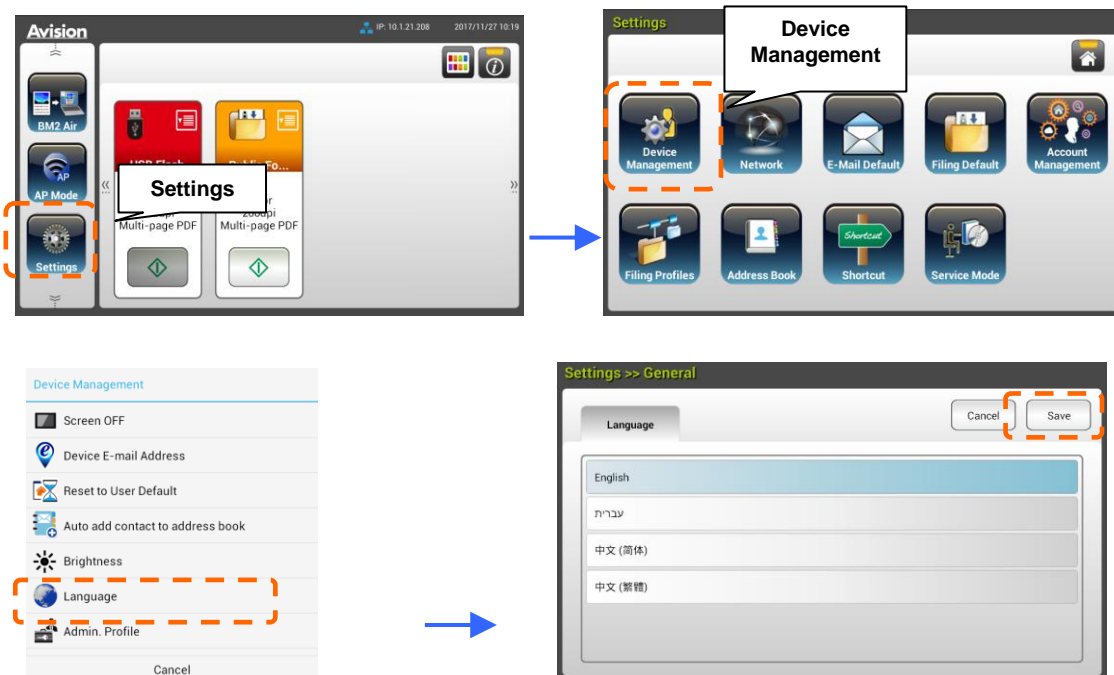 Avision
IP: 10.1.21.208
2017/11/27 10:19
BM2 Air
AP
AP Mode
Settings
Settings
Multi-page PDF
Multi-page PDF
Settings
Device
Management
Device
Management
Network
E-Mail Default
Filing Default
Account
Management
Filing Profiles
Address Book
Shortcut
Shortcut
Service Mode
Device Management
Screen OFF
Device E-mail Address
Reset to User Default
Auto add contact to address book
Brightness
Language
Admin. Profile
Cancel
Settings >> General
Language
Cancel
Save
English
עברית
中文 (简体)
中文 (繁體)